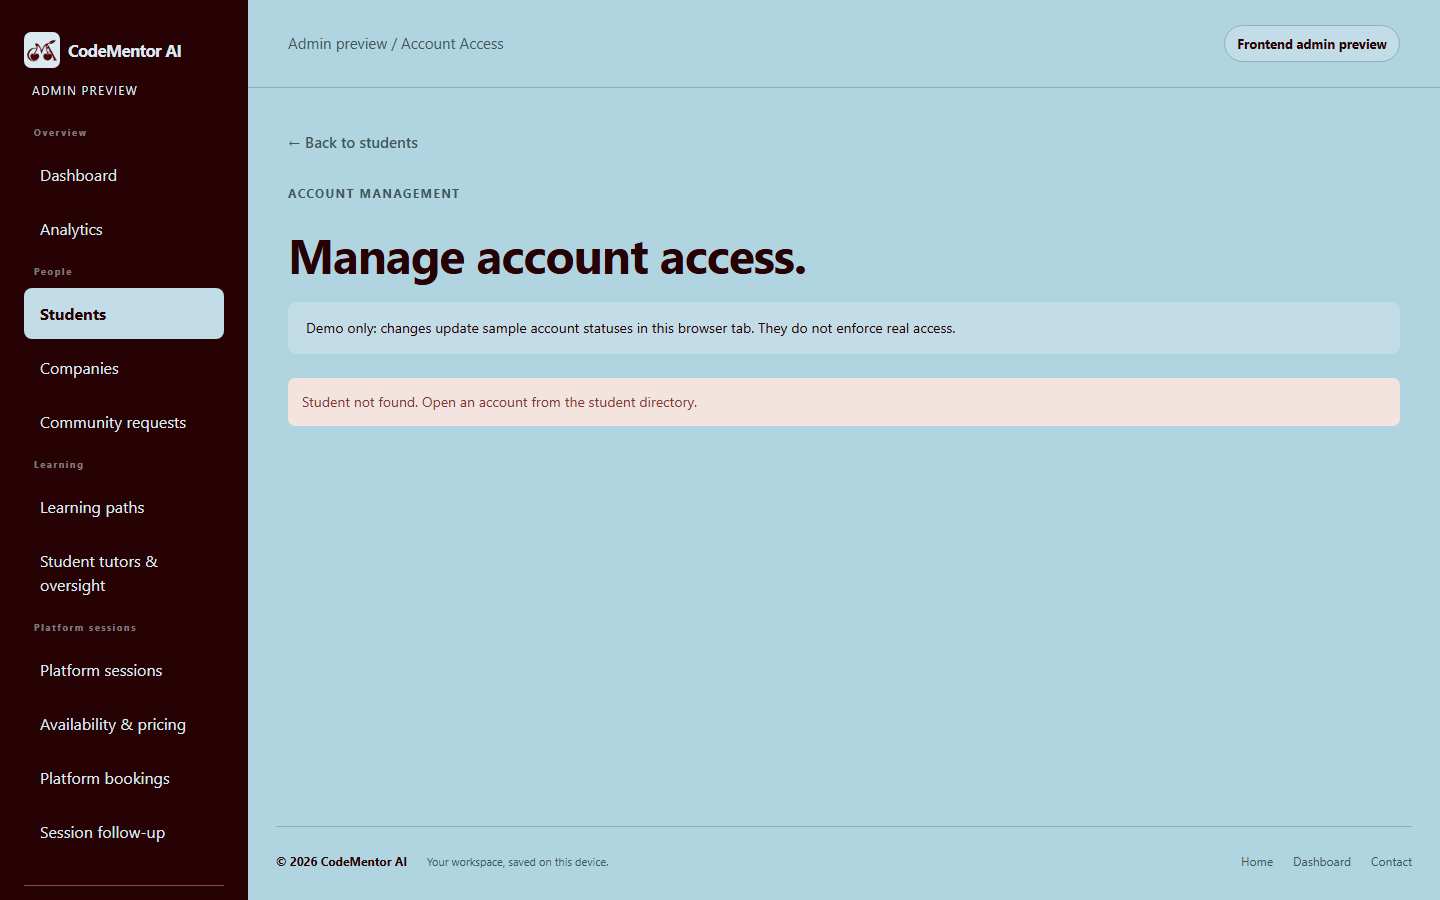 CodeMentor AI
ADMIN PREVIEW
Overview
Dashboard
Analytics
People
Students
Companies
Community requests
Learning
Learning paths
Student tutors &
oversight
Platform sessions
Platform sessions
Availability & pricing
Platform bookings
Session follow-up
Admin preview / Account Access
Frontend admin preview
← Back to students
ACCOUNT MANAGEMENT
Manage account access.
Demo only: changes update sample account statuses in this browser tab. They do not enforce real access.
Student not found. Open an account from the student directory.
© 2026 CodeMentor AI
Your workspace, saved on this device.
Home
Dashboard
Contact